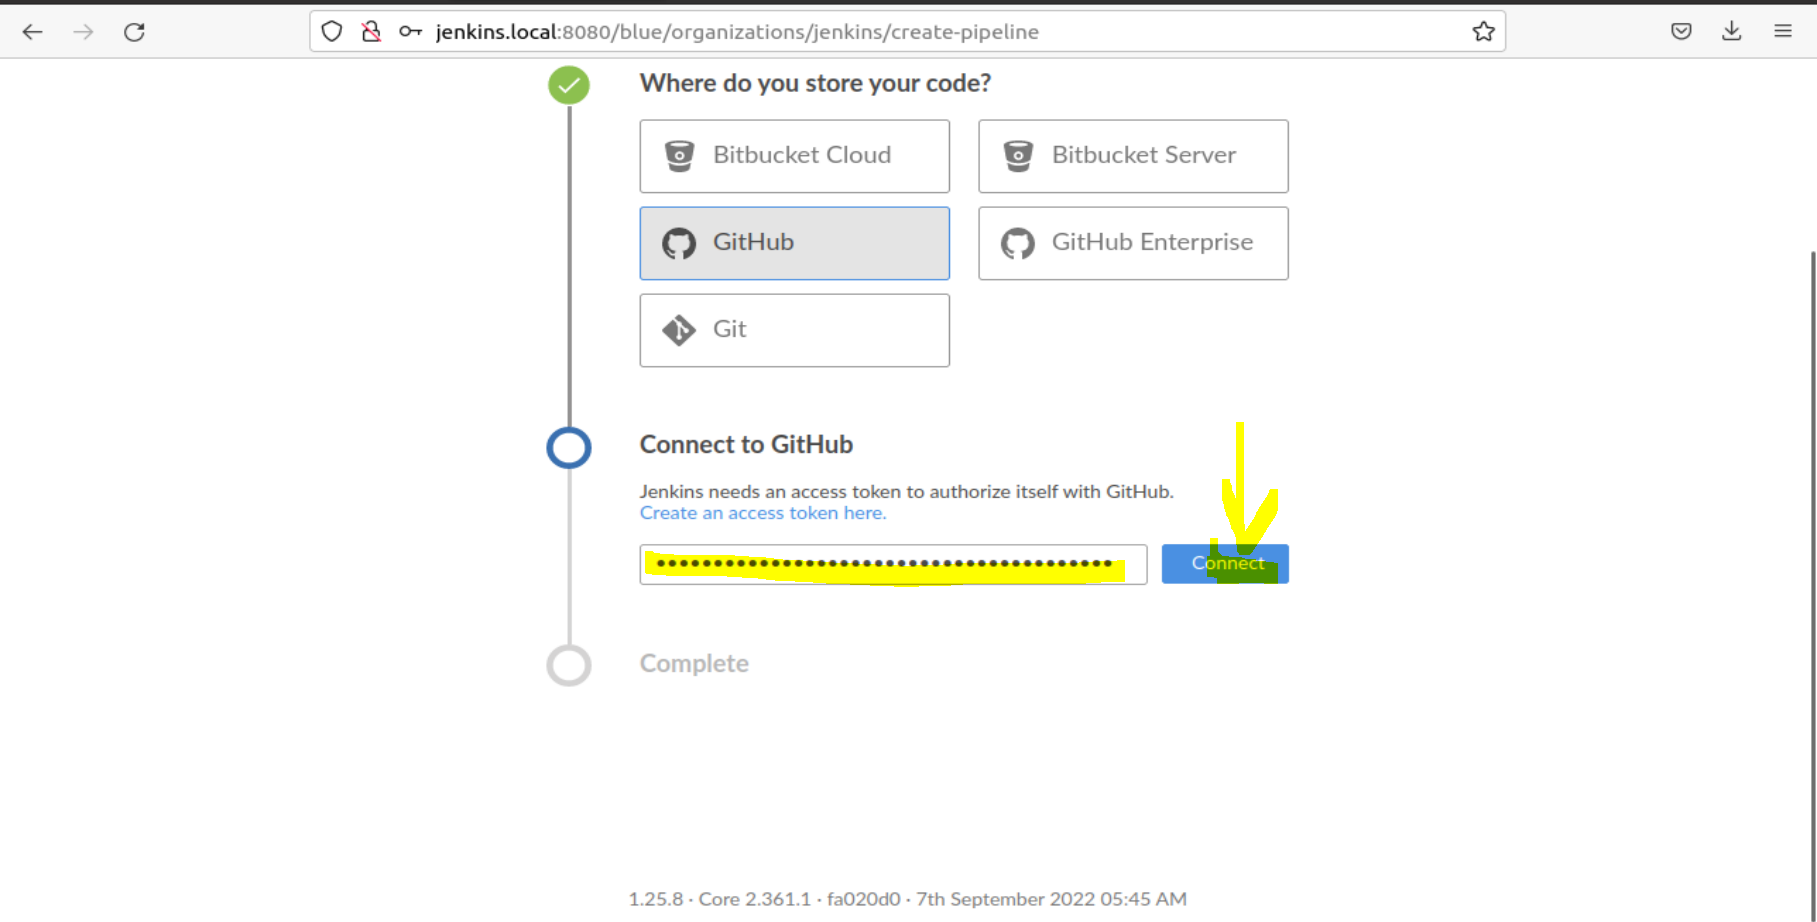 jenkins.local:8080/blue/organizations/jenkins/create-pipeline
Where do you store your code?
Bitbucket Cloud
Bitbucket Server
GitHub
GitHub Enterprise
Git
Connect to GitHub
Jenkins needs an access token to authorize itself with GitHub.
Create an access token here.
••••••••••••••••••••••••••••••••••••••••
Connect
Complete
1.25.8 · Core 2.361.1 · fa020d0 · 7th September 2022 05:45 AM